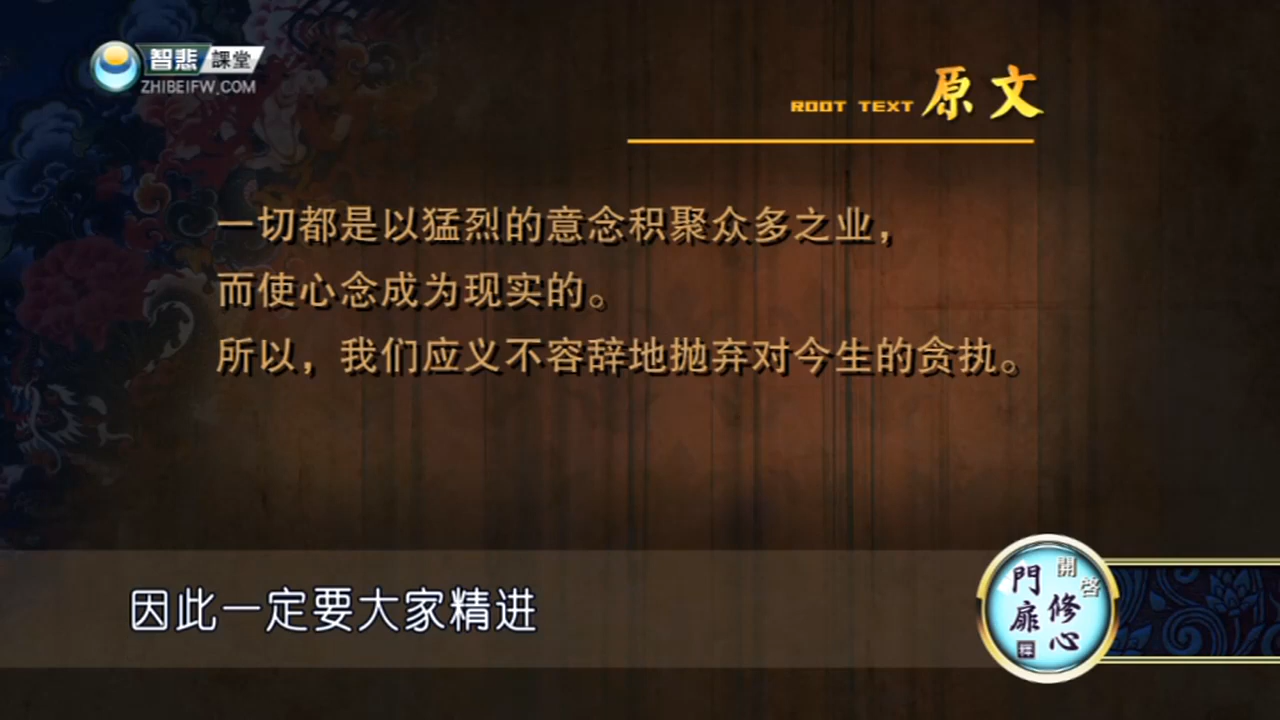 智悲課堂
ZHIBEIFW.COM
ROOT TEXT 原文
一切都是以猛烈的意念积聚众多之业，
而使心念成为现实的。
所以，我们应义不容辞地抛弃对今生的贪执。
因此一定要大家精进
開啓
修心
門扉